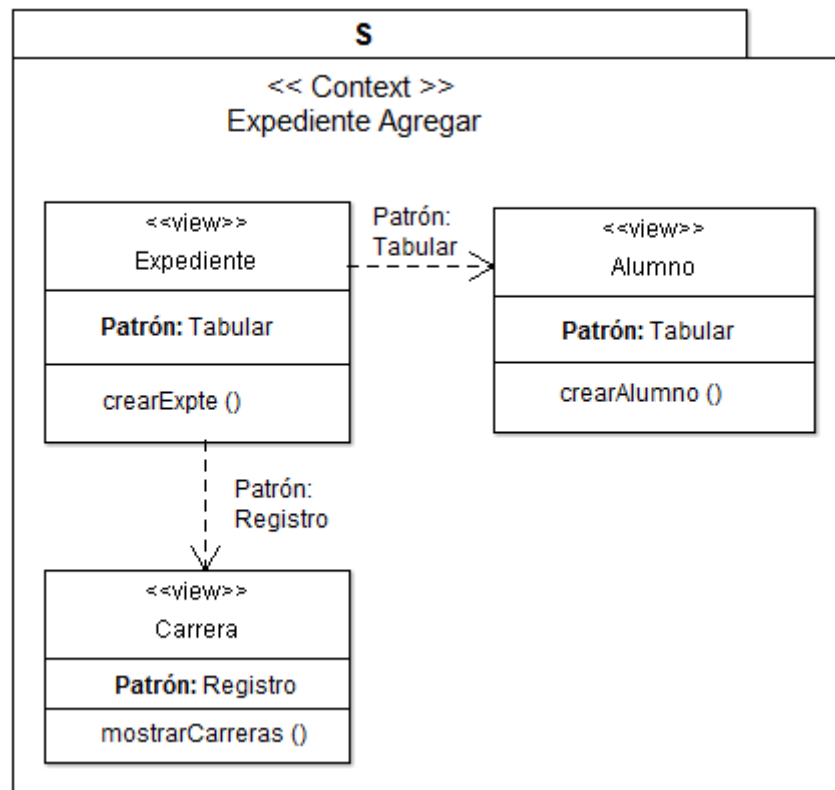 S
<< Context >>
Expediente Agregar
<<view>>
Expediente
Patrón: Tabular
crearExpte ()
Patrón:
Tabular
<<view>>
Alumno
Patrón: Tabular
crearAlumno ()
Patrón:
Registro
<<view>>
Carrera
Patrón: Registro
mostrarCarreras ()